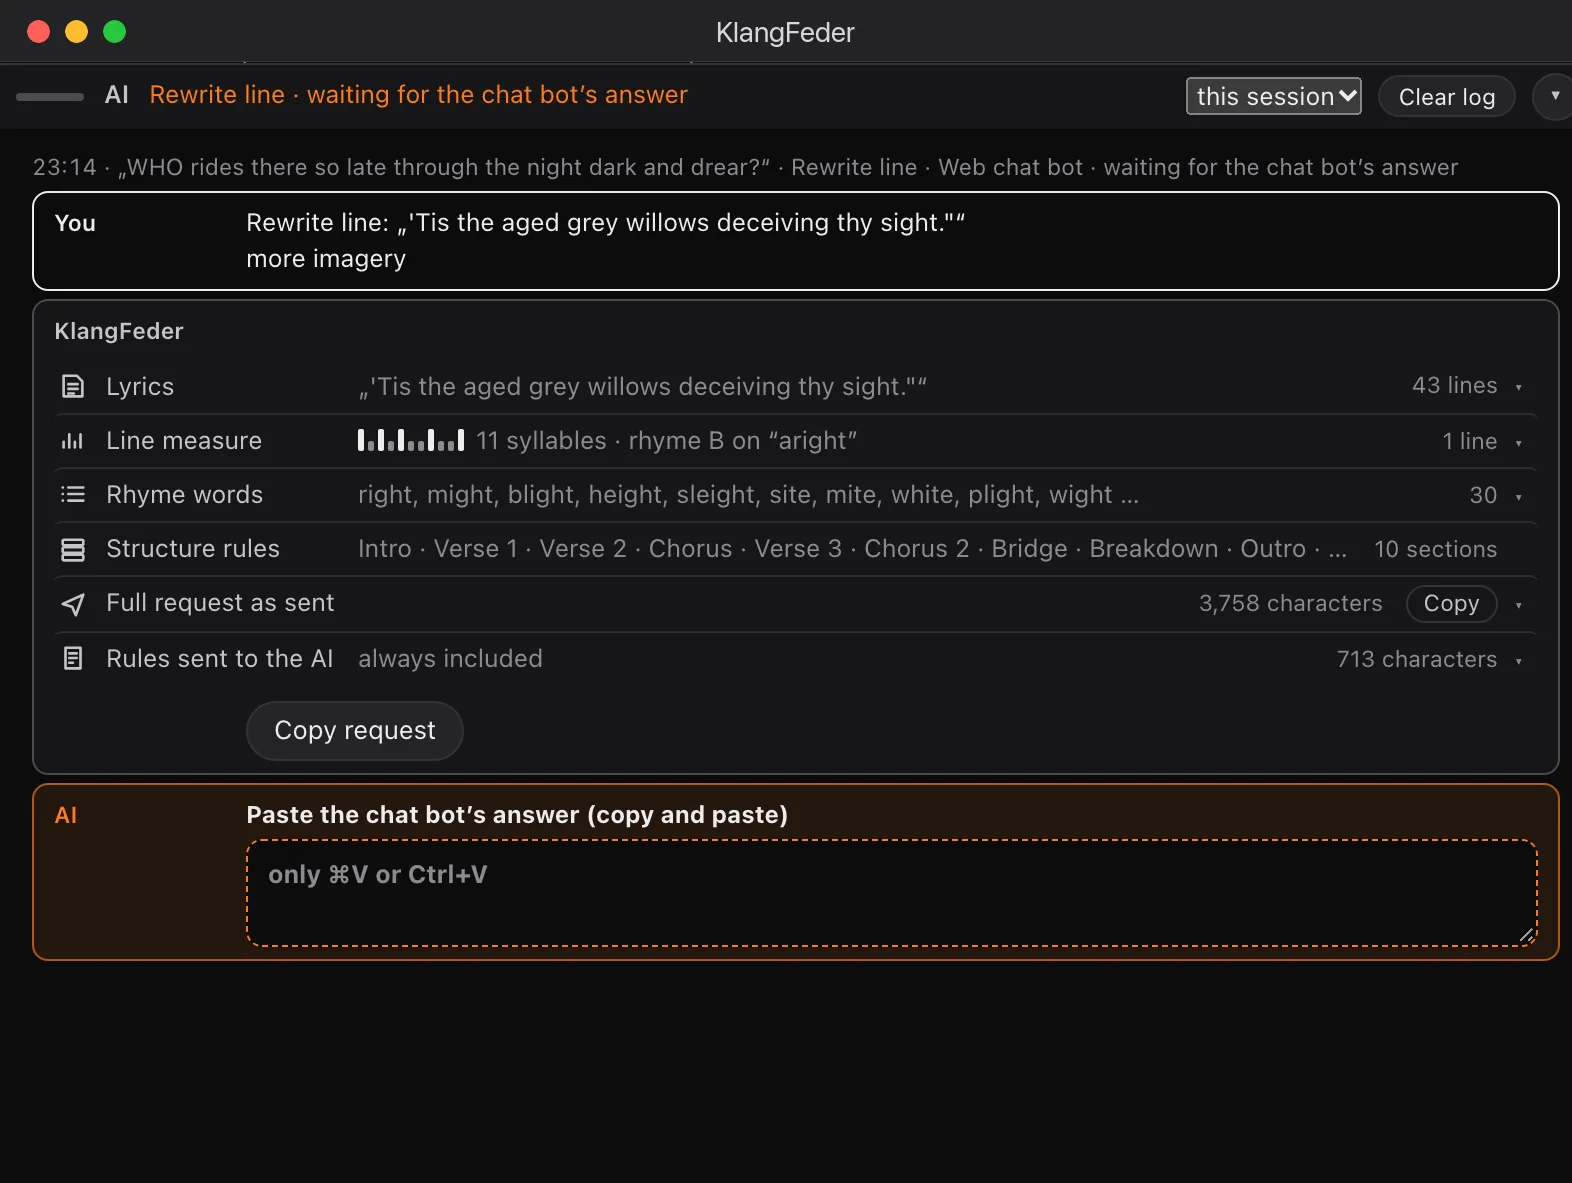 KlangFeder
AI Rewrite line · waiting for the chat bot’s answer this session Clear log
23:14 · „WHO rides there so late through the night dark and drear?“ · Rewrite line · Web chat bot · waiting for the chat bot’s answer
You Rewrite line: „'Tis the aged grey willows deceiving thy sight."“
more imagery
KlangFeder
Lyrics „'Tis the aged grey willows deceiving thy sight."“ 43 lines
Line measure 11 syllables · rhyme B on “aright” 1 line
Rhyme words right, might, blight, height, sleight, site, mite, white, plight, wight ... 30
Structure rules Intro · Verse 1 · Verse 2 · Chorus · Verse 3 · Chorus 2 · Bridge · Breakdown · Outro · ... 10 sections
Full request as sent 3,758 characters Copy
Rules sent to the AI always included 713 characters
Copy request
AI Paste the chat bot’s answer (copy and paste)
only ⌘V or Ctrl+V